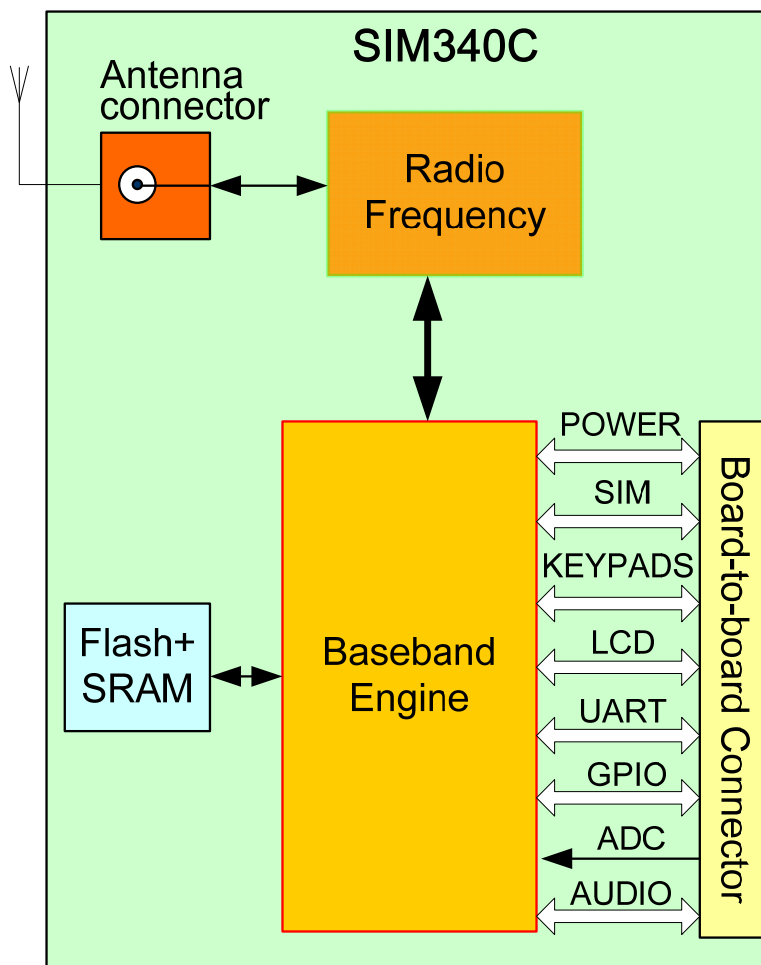 SIM340C
Antenna
connector
Radio
Frequency
POWER
SIM
KEYPADS
LCD
UART
GPIO
ADC
AUDIO
Board-to-board Connector
Flash+
SRAM
Baseband
Engine